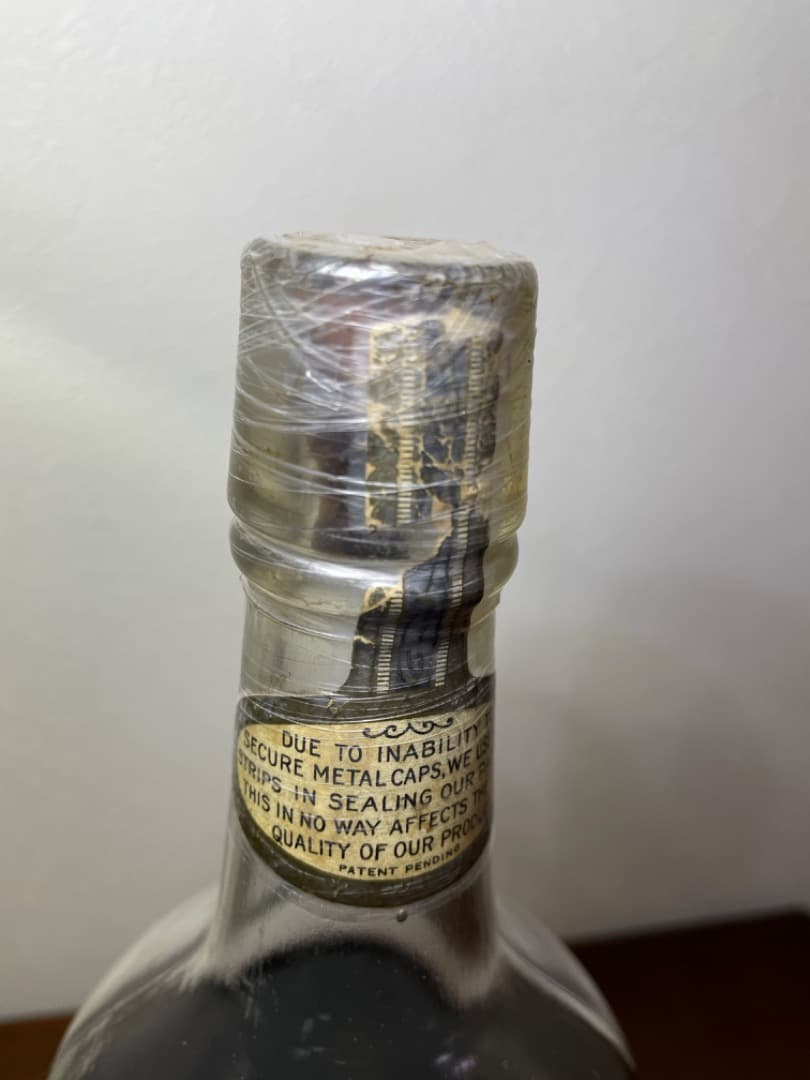 DUE TO INABILITY
SECURE METAL CAPS, WE
STRIPS IN SEALING OUR
THIS IN NO WAY AFFECTS
QUALITY OF OUR
PATENT PENDING